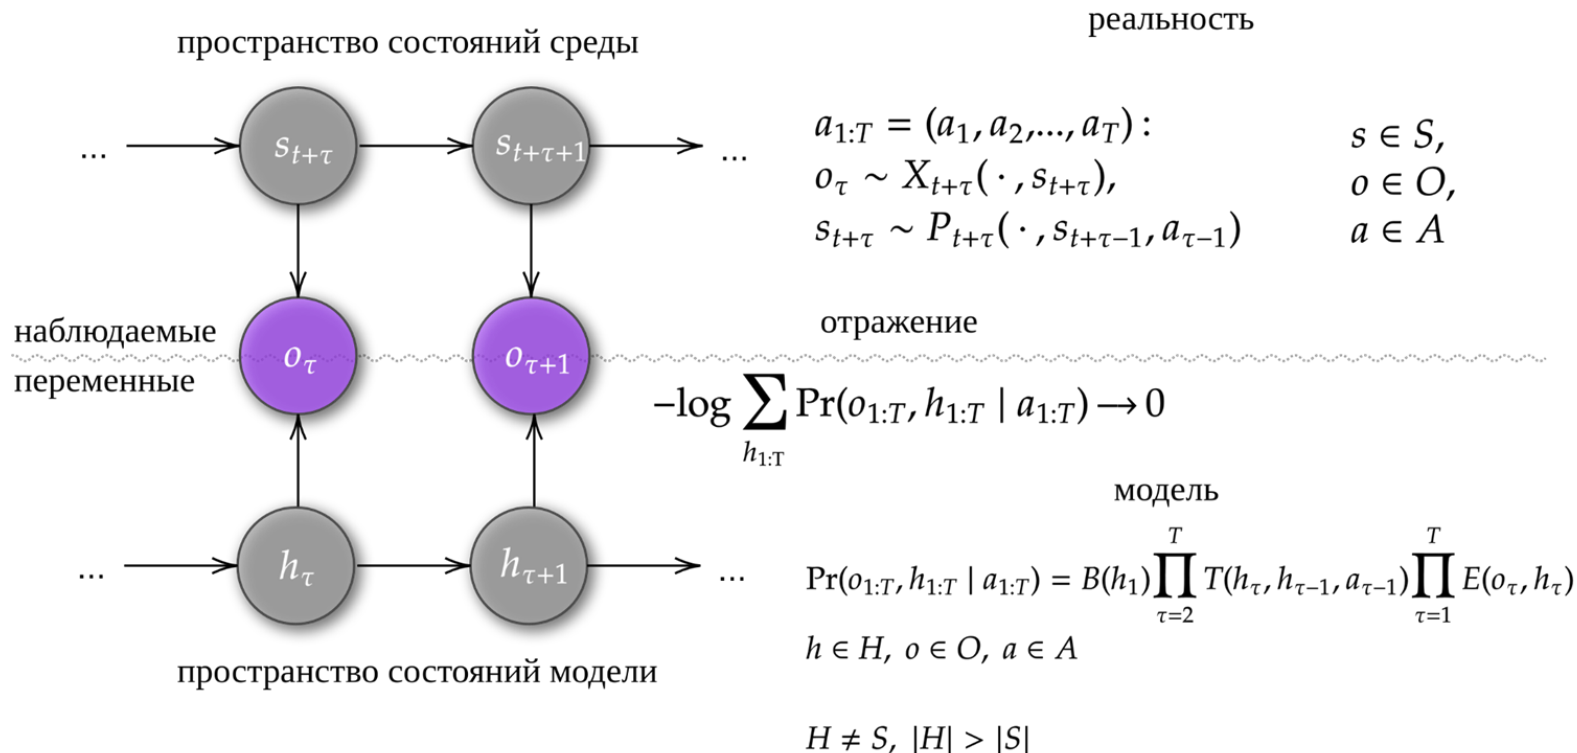 пространство состояний среды
реальность
... s_{t+τ} s_{t+τ+1} ...
a_{1:T} = (a_1, a_2,..., a_T) :
s ∈ S,
o_τ ~ X_{t+τ}( · , s_{t+τ}),
o ∈ O,
s_{t+τ} ~ P_{t+τ}( · , s_{t+τ−1}, a_{τ−1})
a ∈ A
наблюдаемые
переменные
o_τ o_{τ+1}
отражение
−log ∑_{h_{1:T}} Pr(o_{1:T}, h_{1:T} | a_{1:T}) → 0
модель
... h_τ h_{τ+1} ...
Pr(o_{1:T}, h_{1:T} | a_{1:T}) = B(h_1) ∏_{τ=2}^{T} T(h_τ, h_{τ−1}, a_{τ−1}) ∏_{τ=1}^{T} E(o_τ, h_τ)
h ∈ H, o ∈ O, a ∈ A
пространство состояний модели
H ≠ S, |H| > |S|